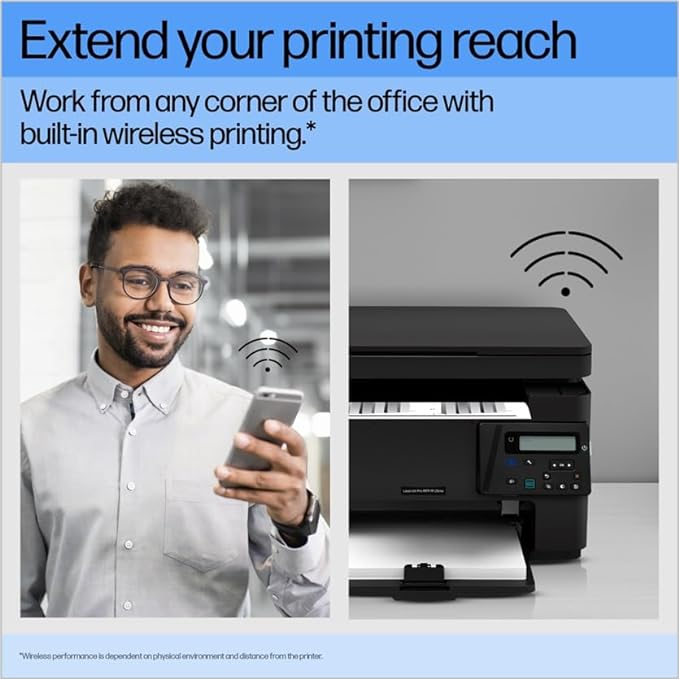 Extend your printing reach
Work from any corner of the office with
built-in wireless printing.*
*Wireless performance is dependent on physical environment and distance from the printer.